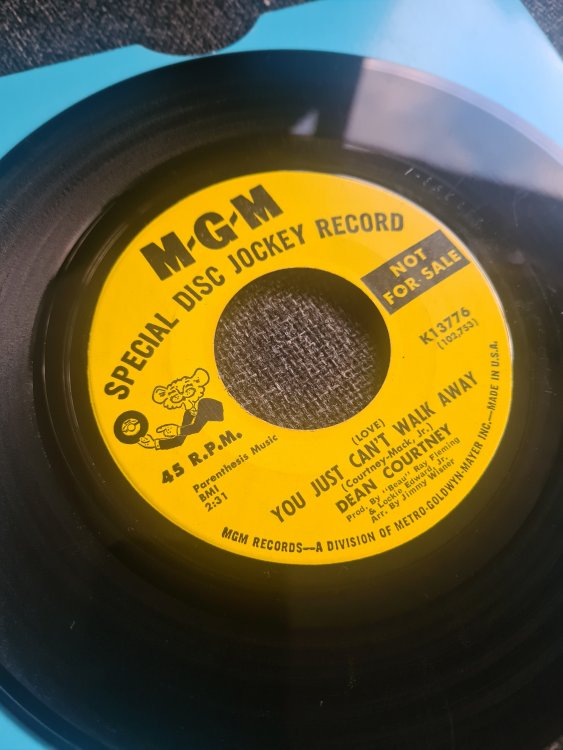 M-G-M
SPECIAL DISC JOCKEY RECORD
NOT
FOR SALE
K13776
(102,753)
45 R.P.M.
Parenthesis Music
BMI
2:31
(LOVE)
YOU JUST CAN'T WALK AWAY
(Courtney-Mack, Jr.)
DEAN COURTNEY
Prod. By "Beau" Ray Fleming
& Lockie Edward, Jr.
Arr. By Jimmy Wisner
MGM RECORDS—A DIVISION OF METRO-GOLDWYN-MAYER INC.—MADE IN U.S.A.